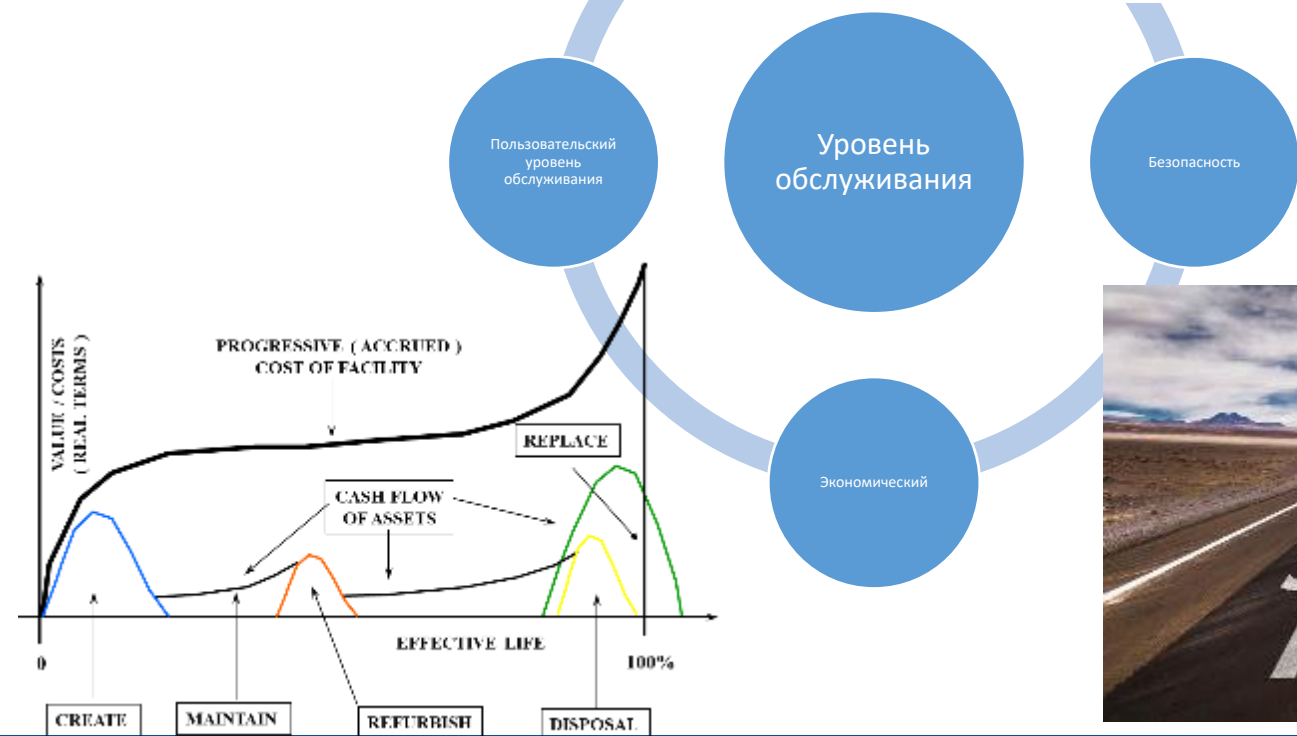 Пользовательский
уровень
обслуживания
Уровень
обслуживания
Безопасность
Экономический
VALUE / COSTS
( REAL TERMS )
PROGRESSIVE ( ACCRUED )
COST OF FACILITY
REPLACE
CASH FLOW
OF ASSETS
EFFECTIVE LIFE
0
100%
CREATE
MAINTAIN
REFURBISH
DISPOSAL